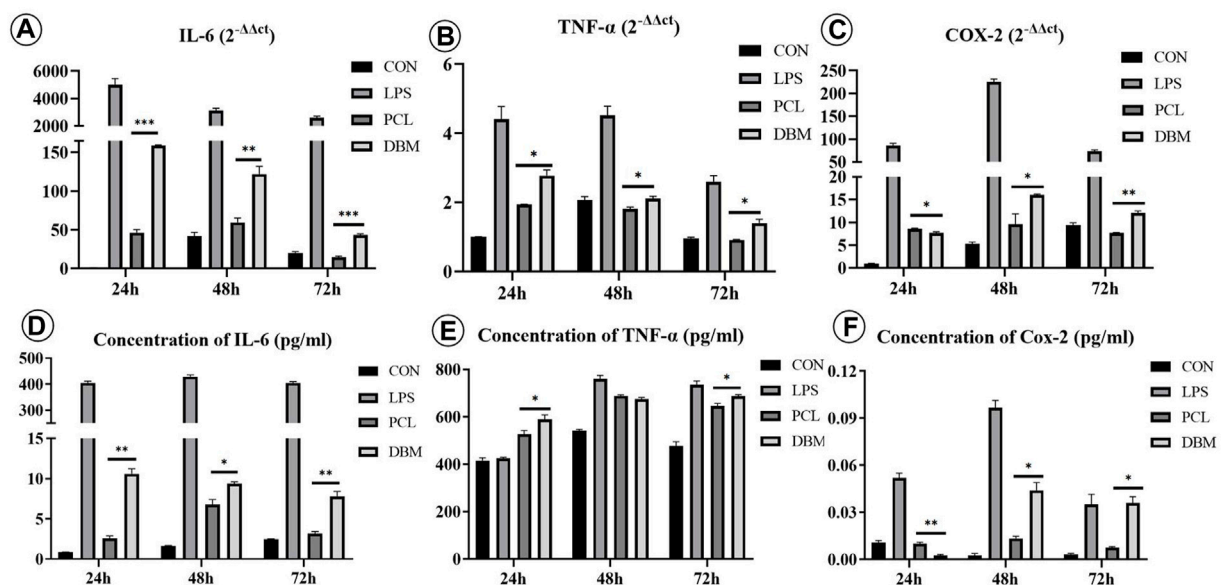 A
IL-6 (2-ΔΔct)
6000
4000
2000
150
100
50
0
***
**
***
24h
48h
72h
CON
LPS
PCL
DBM
B
TNF-α (2-ΔΔct)
6
4
2
0
*
*
*
24h
48h
72h
CON
LPS
PCL
DBM
C
COX-2 (2-ΔΔct)
250
200
150
100
50
20
15
10
5
0
*
*
**
24h
48h
72h
CON
LPS
PCL
DBM
D
Concentration of IL-6 (pg/ml)
500
400
300
15
10
5
0
**
*
**
24h
48h
72h
CON
LPS
PCL
DBM
E
Concentration of TNF-α (pg/ml)
800
600
400
200
0
*
*
24h
48h
72h
CON
LPS
PCL
DBM
F
Concentration of Cox-2 (pg/ml)
0.12
0.09
0.06
0.03
0.00
**
*
*
24h
48h
72h
CON
LPS
PCL
DBM